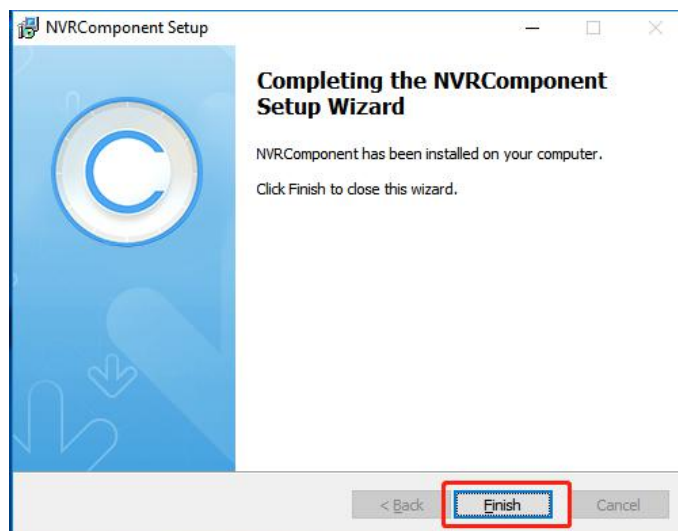 NVRComponent Setup
Completing the NVRComponent
Setup Wizard
NVRComponent has been installed on your computer.
Click Finish to close this wizard.
< Back Finish Cancel